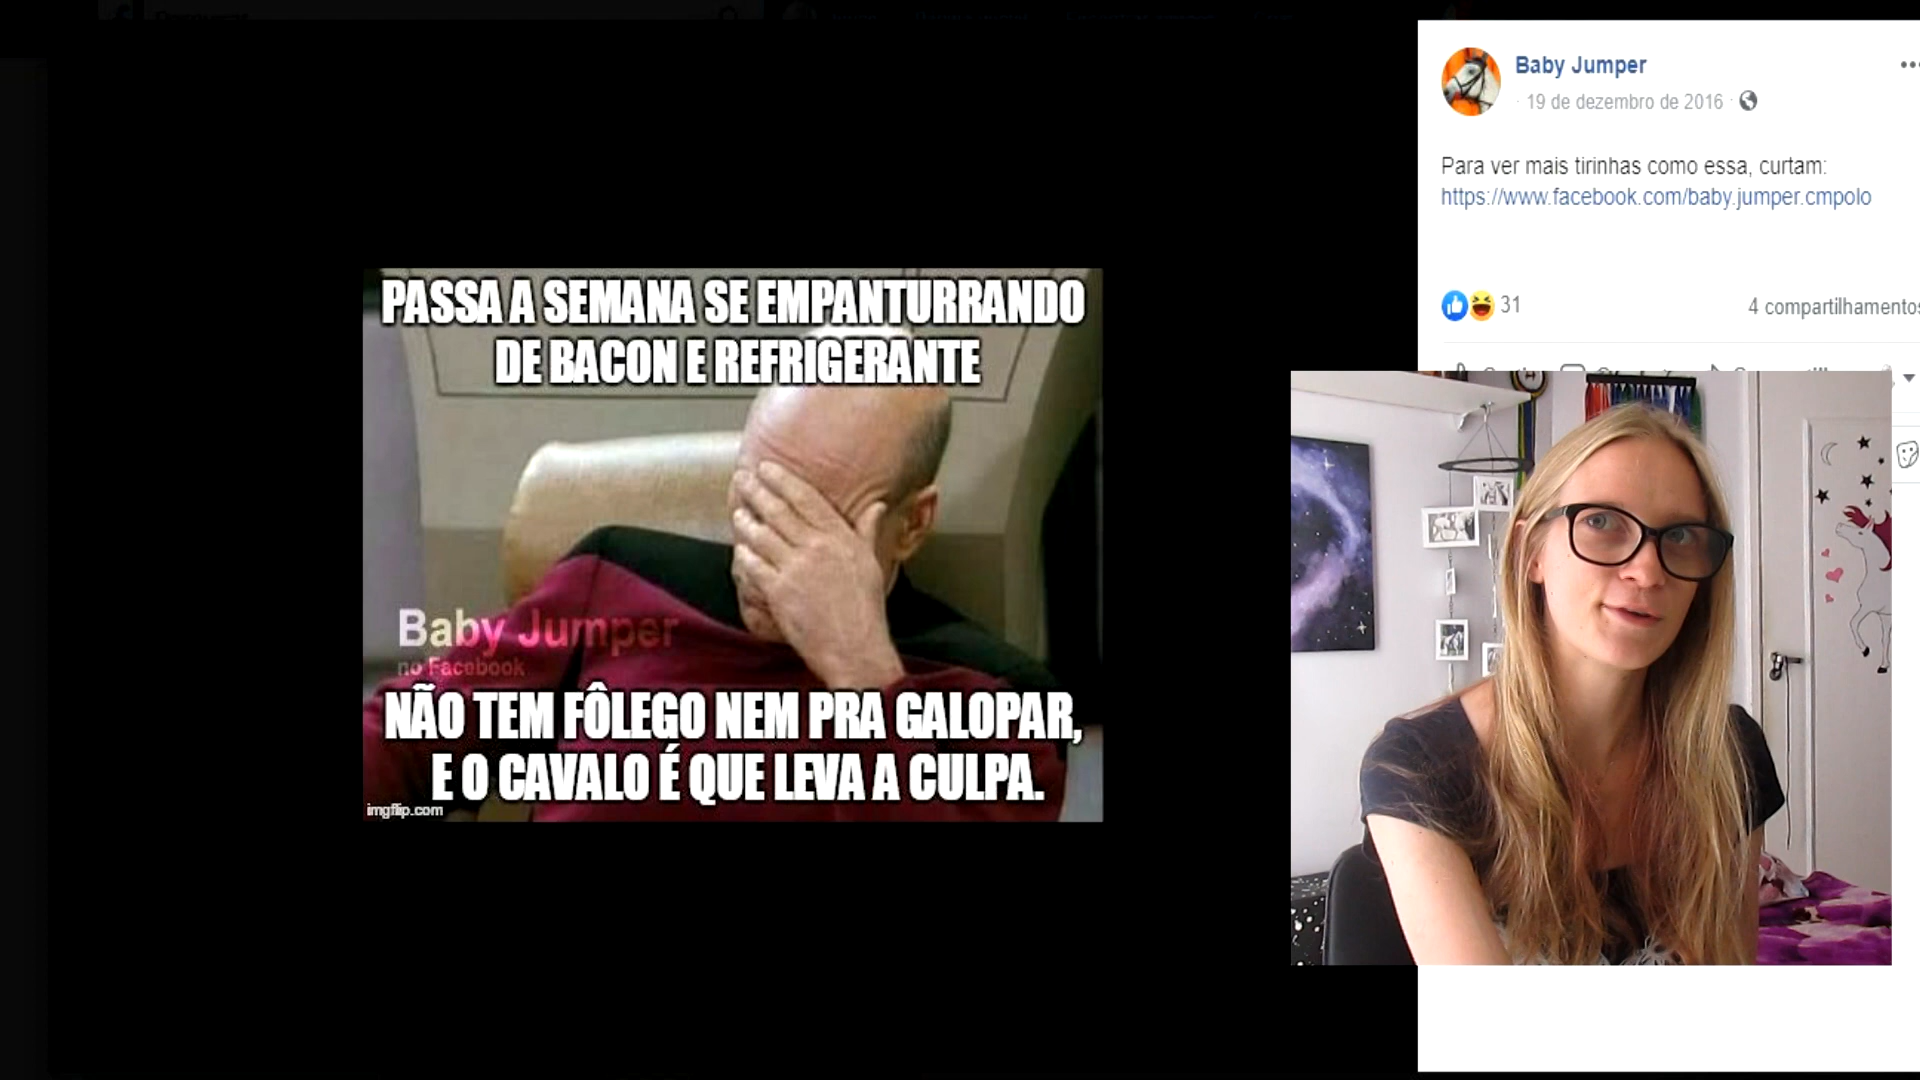 Baby Jumper
19 de dezembro de 2016
Para ver mais tirinhas como essa, curtam:
https://www.facebook.com/baby.jumper.cmpolo
31
4 compartilhamentos
PASSA A SEMANA SE EMPANTURRANDO
DE BACON E REFRIGERANTE
Baby Jumper
no Facebook
NÃO TEM FÔLEGO NEM PRA GALOPAR,
E O CAVALO É QUE LEVA A CULPA.
imgflip.com